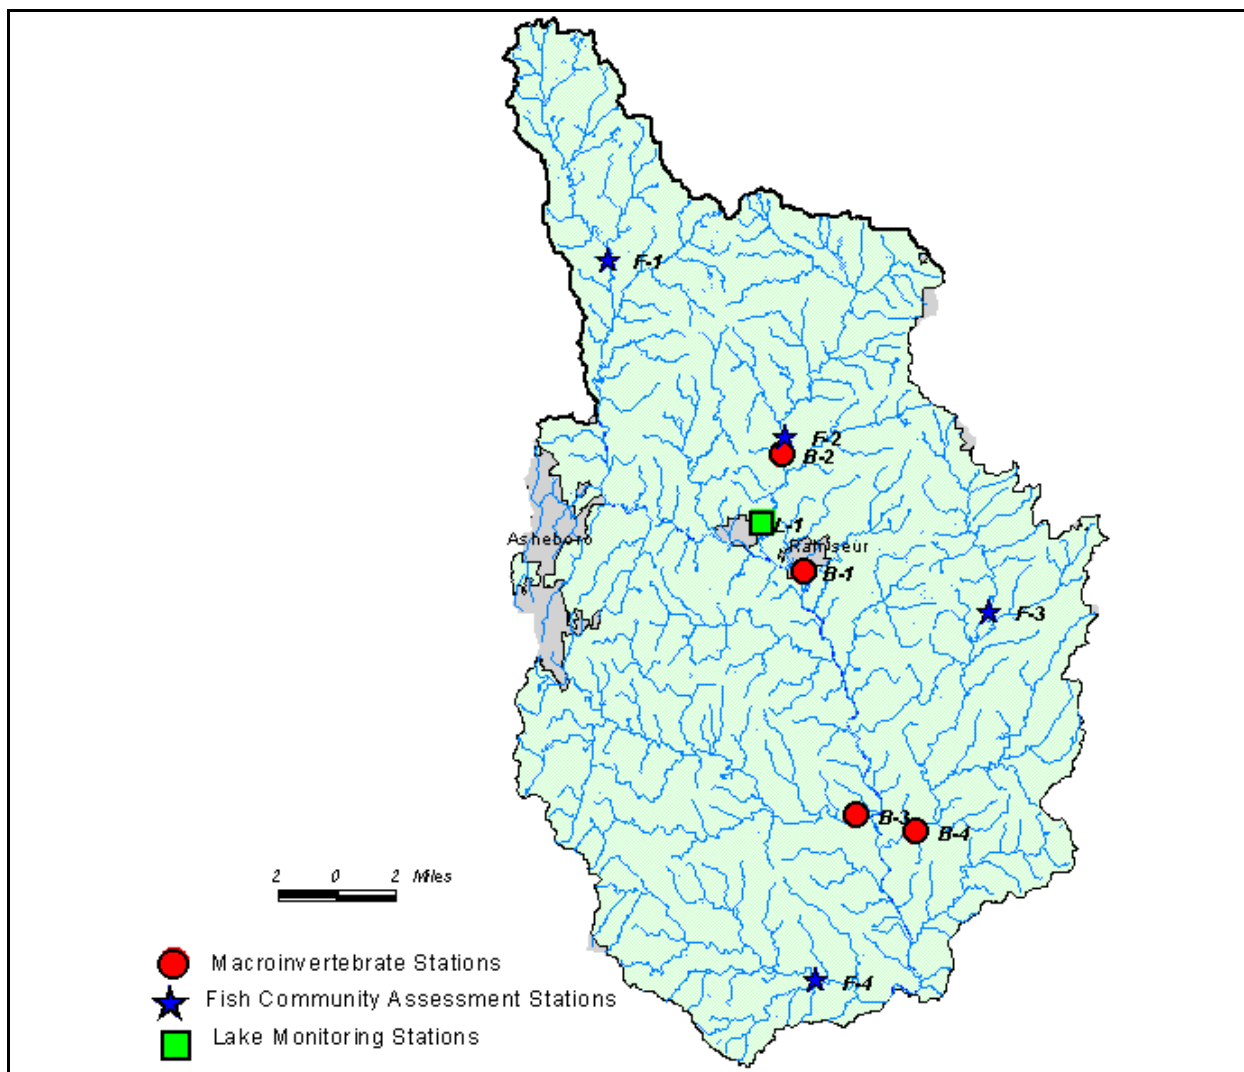 F-1
F-2
B-2
L-1
Asheboro
Ramseur
B-1
F-3
B-3
B-4
2 0 2 Miles
F-4
Macroinvertebrate Stations
Fish Community Assessment Stations
Lake Monitoring Stations